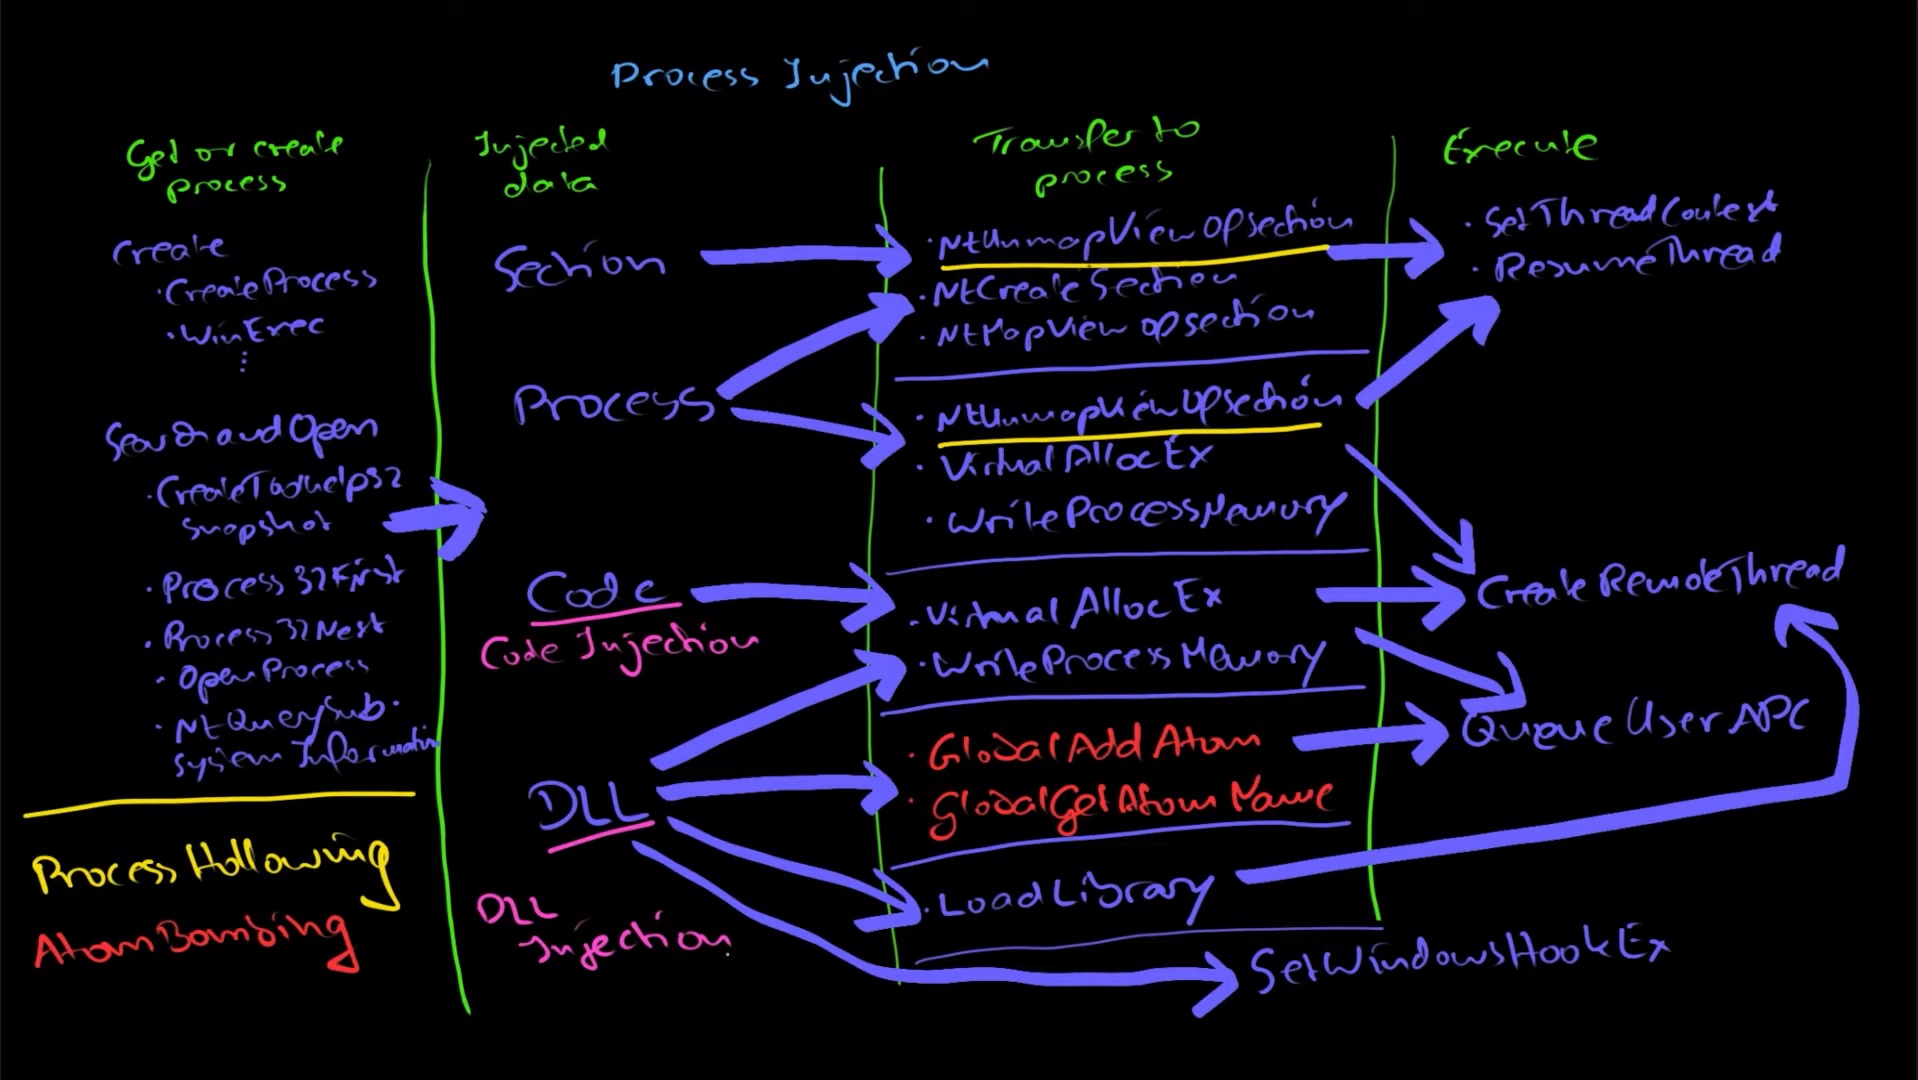 Process Injection
Get or create
process
Create
· CreateProcess
· WinExec
Search and Open
· CreateToolhelp32
Snapshot
· Process32First
· Process32Next
· OpenProcess
· NtQuerySub.
System Information
Process Hollowing
AtomBombing
Injected
data
Section
Process
Code
Code Injection
DLL
DLL
Injection
Transfer to
process
· NtUnmapViewOfSection
· NtCreateSection
· NtMapViewOfSection
· NtUnmapViewOfSection
· VirtualAllocEx
· WriteProcessMemory
· VirtualAllocEx
· WriteProcessMemory
· GlobalAddAtom
· GlobalGetAtomName
· LoadLibrary
Execute
· SetThreadContext
· ResumeThread
CreateRemoteThread
QueueUserAPC
SetWindowsHookEx